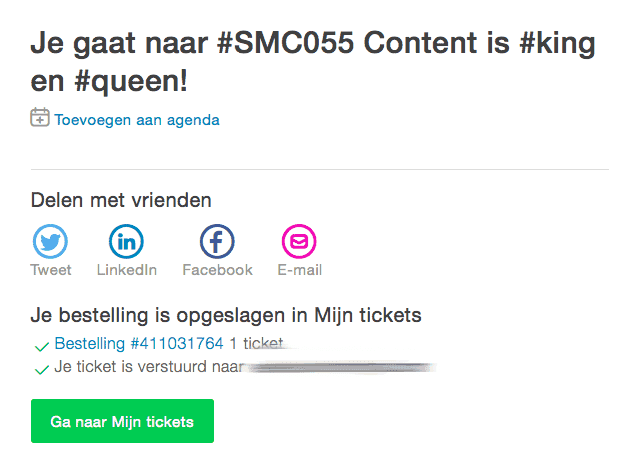 Je gaat naar #SMC055 Content is #king
en #queen!
Toevoegen aan agenda
Delen met vrienden
Tweet LinkedIn Facebook E-mail
Je bestelling is opgeslagen in Mijn tickets
Bestelling #411031764 1 ticket
Je ticket is verstuurd naar
Ga naar Mijn tickets